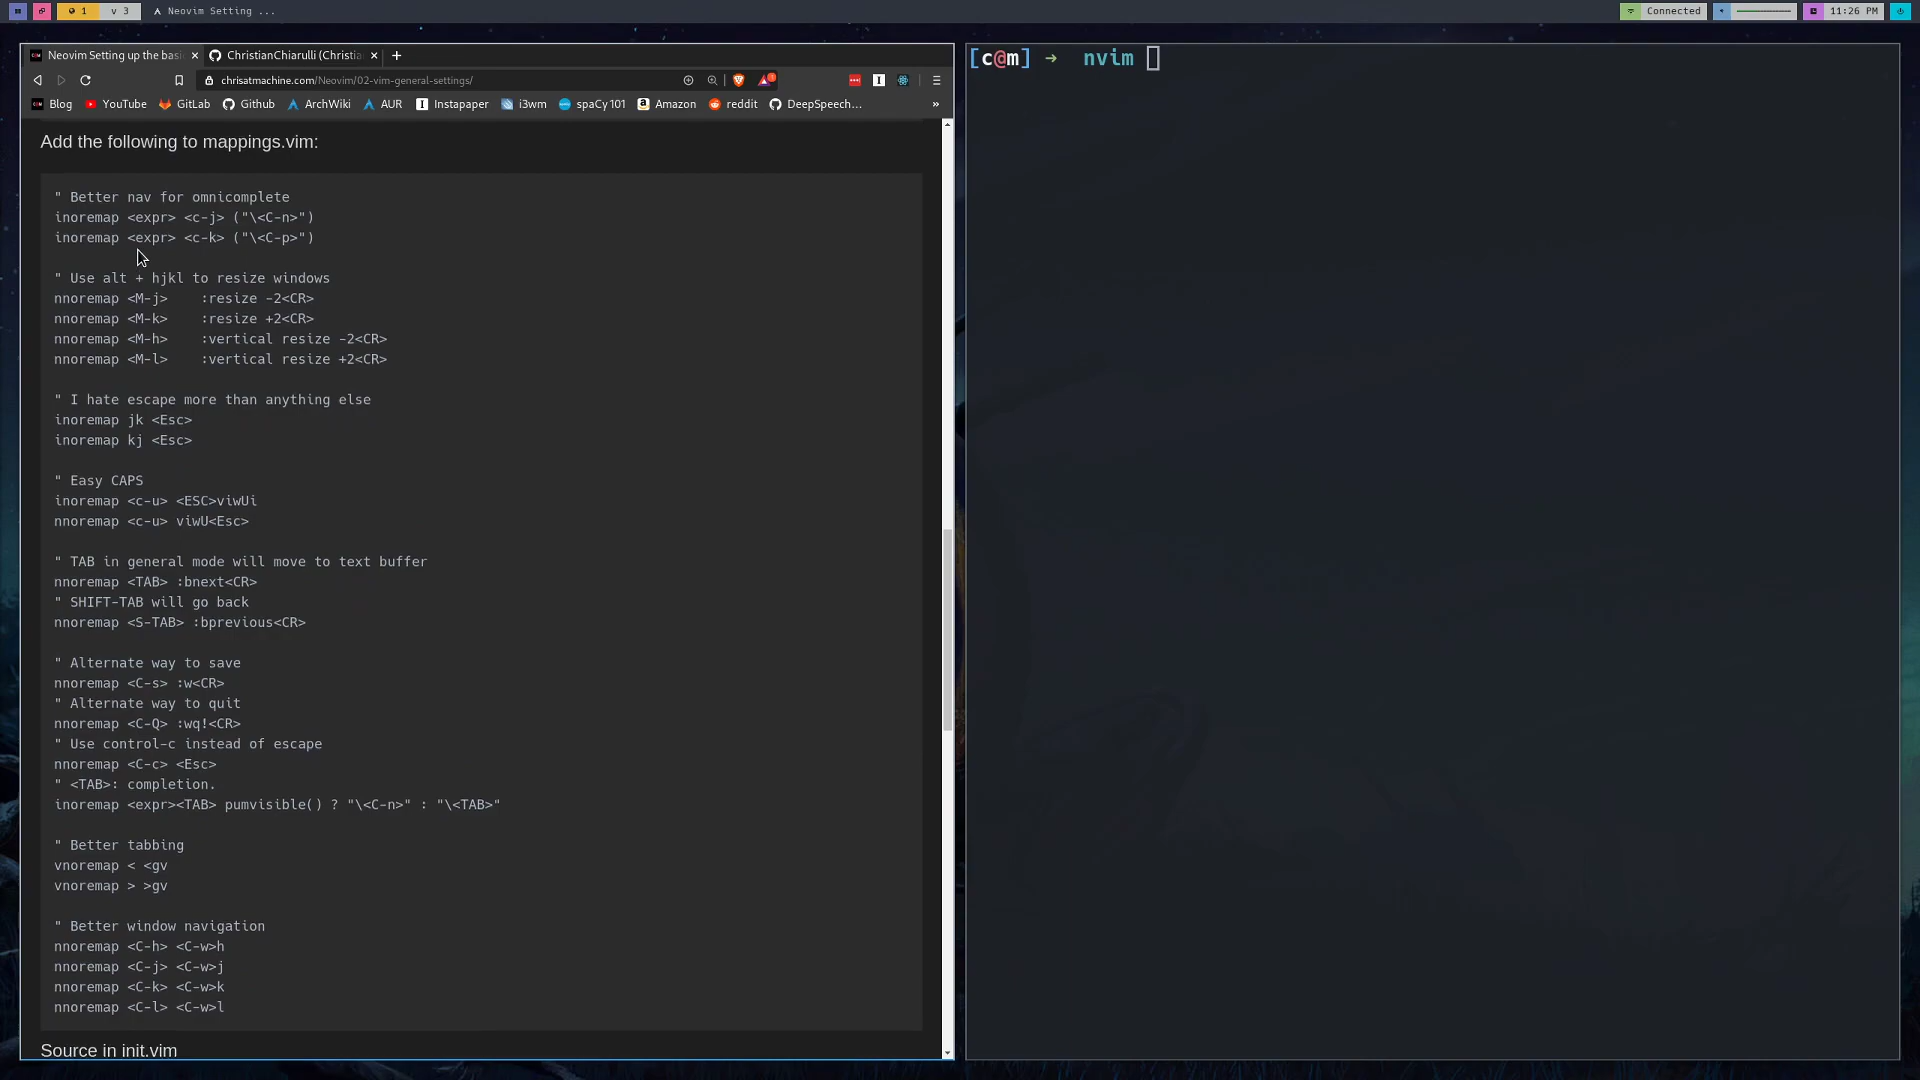 1
v 3
Neovim Setting ...
Connected
11:26 PM
Neovim Setting up the basi
ChristianChiarulli (Christia
chrisatmachine.com/Neovim/02-vim-general-settings/
Blog
YouTube
GitLab
Github
ArchWiki
AUR
Instapaper
i3wm
spaCy 101
Amazon
reddit
DeepSpeech...
»
Add the following to mappings.vim:
" Better nav for omnicomplete
inoremap <expr> <c-j> ("\<C-n>")
inoremap <expr> <c-k> ("\<C-p>")
" Use alt + hjkl to resize windows
nnoremap <M-j>    :resize -2<CR>
nnoremap <M-k>    :resize +2<CR>
nnoremap <M-h>    :vertical resize -2<CR>
nnoremap <M-l>    :vertical resize +2<CR>
" I hate escape more than anything else
inoremap jk <Esc>
inoremap kj <Esc>
" Easy CAPS
inoremap <c-u> <ESC>viwUi
nnoremap <c-u> viwU<Esc>
" TAB in general mode will move to text buffer
nnoremap <TAB> :bnext<CR>
" SHIFT-TAB will go back
nnoremap <S-TAB> :bprevious<CR>
" Alternate way to save
nnoremap <C-s> :w<CR>
" Alternate way to quit
nnoremap <C-Q> :wq!<CR>
" Use control-c instead of escape
nnoremap <C-c> <Esc>
" <TAB>: completion.
inoremap <expr><TAB> pumvisible() ? "\<C-n>" : "\<TAB>"
" Better tabbing
vnoremap < <gv
vnoremap > >gv
" Better window navigation
nnoremap <C-h> <C-w>h
nnoremap <C-j> <C-w>j
nnoremap <C-k> <C-w>k
nnoremap <C-l> <C-w>l
Source in init.vim
[c@m] → nvim